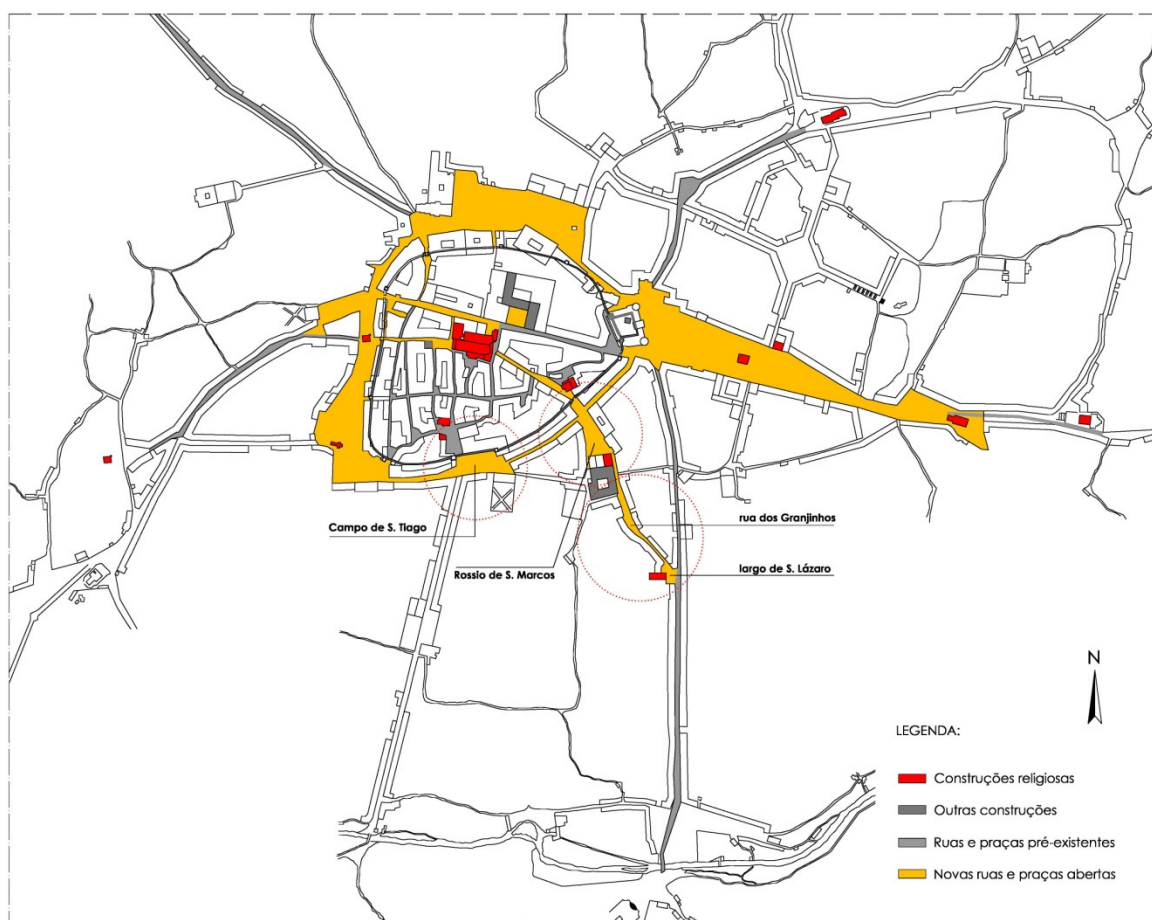 rua dos Granjinhos
Campo de S. Tiago
Rossio de S. Marcos
largo de S. Lázaro
N
LEGENDA:
Construções religiosas
Outras construções
Ruas e praças pré-existentes
Novas ruas e praças abertas